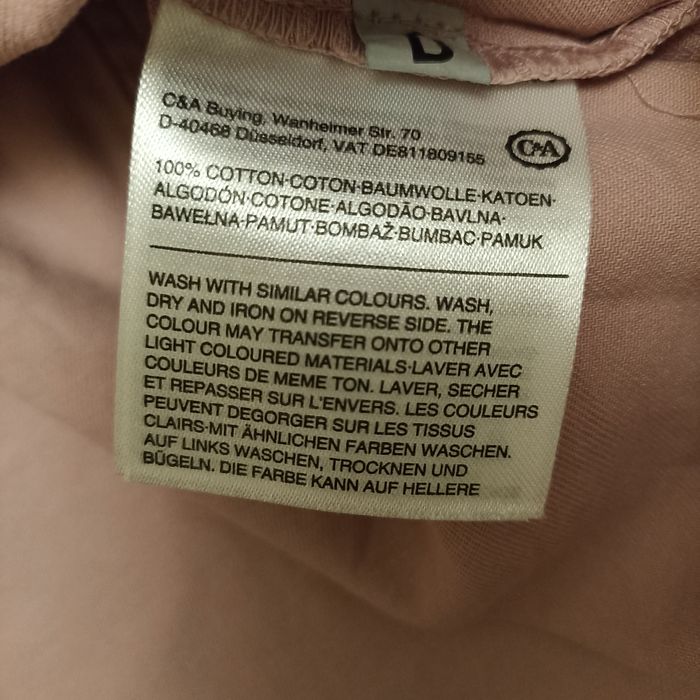 D
C&A Buying, Wanheimer Str. 70
D-40468 Düsseldorf, VAT DE811809155
C&A
100% COTTON·COTON·BAUMWOLLE·KATOEN·
ALGODÓN·COTONE·ALGODÃO·BAVLNA·
BAWEŁNA·PAMUT·BOMBAŽ·BUMBAC·PAMUK
WASH WITH SIMILAR COLOURS. WASH,
DRY AND IRON ON REVERSE SIDE. THE
COLOUR MAY TRANSFER ONTO OTHER
LIGHT COLOURED MATERIALS·LAVER AVEC
COULEURS DE MEME TON. LAVER, SECHER
ET REPASSER SUR L'ENVERS. LES COULEURS
PEUVENT DEGORGER SUR LES TISSUS
CLAIRS·MIT ÄHNLICHEN FARBEN WASCHEN.
AUF LINKS WASCHEN, TROCKNEN UND
BÜGELN. DIE FARBE KANN AUF HELLERE